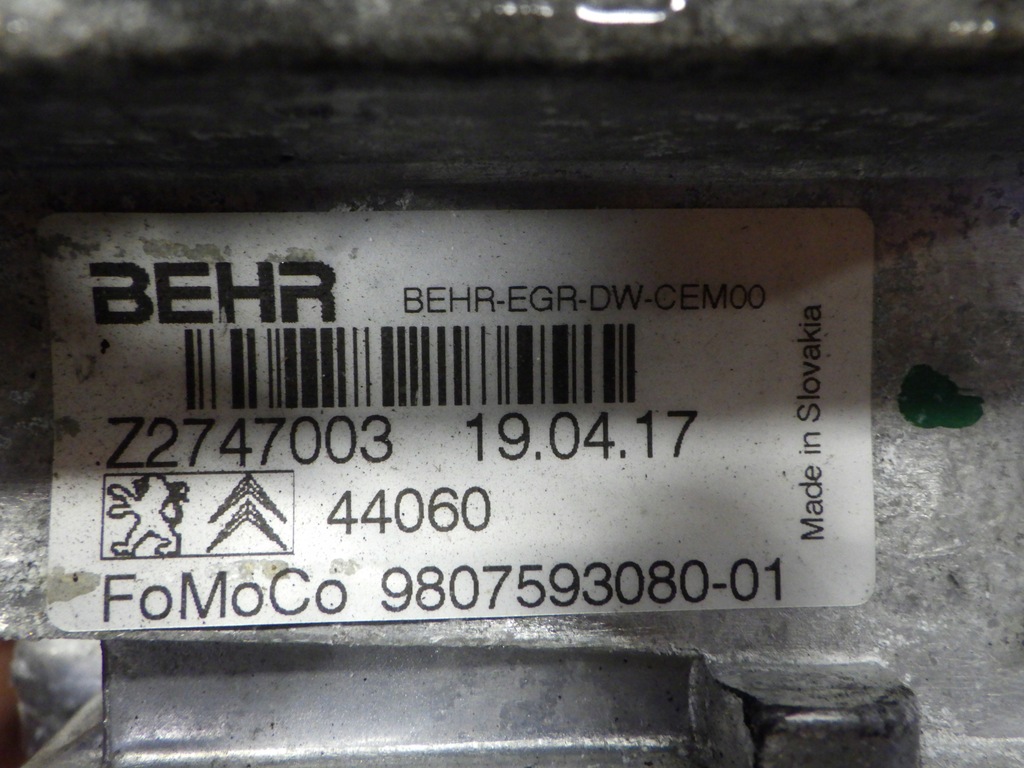 BEHR BEHR-EGR-DW-CEM00
Z2747003 19.04.17
44060
FoMoCo 9807593080-01
Made in Slovakia